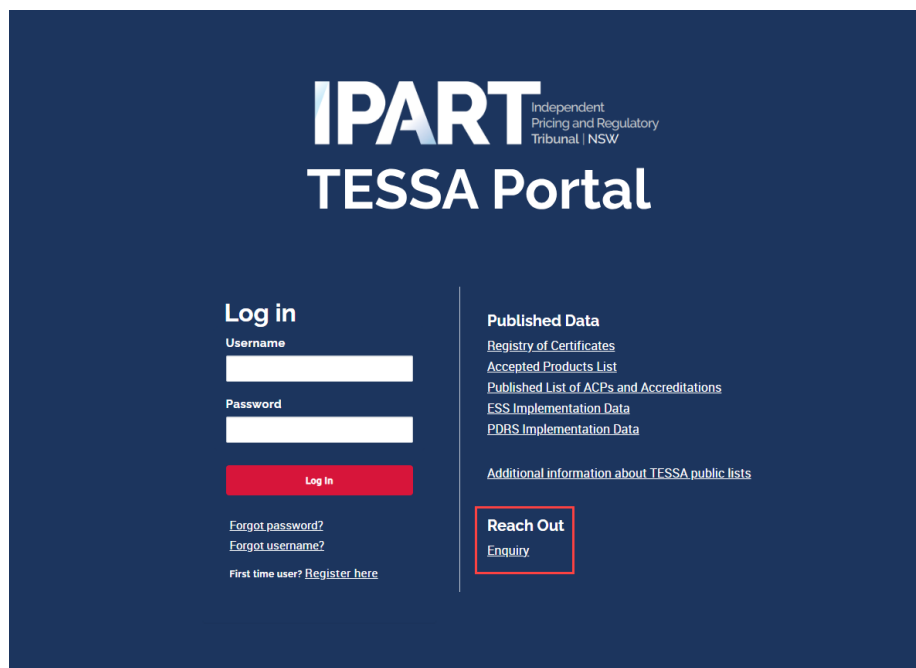 IPART
Independent
Pricing and Regulatory
Tribunal | NSW
TESSA Portal
Log in
Username
Password
Log In
Forgot password?
Forgot username?
First time user? Register here
Published Data
Registry of Certificates
Accepted Products List
Published List of ACPs and Accreditations
ESS Implementation Data
PDRS Implementation Data
Additional information about TESSA public lists
Reach Out
Enquiry